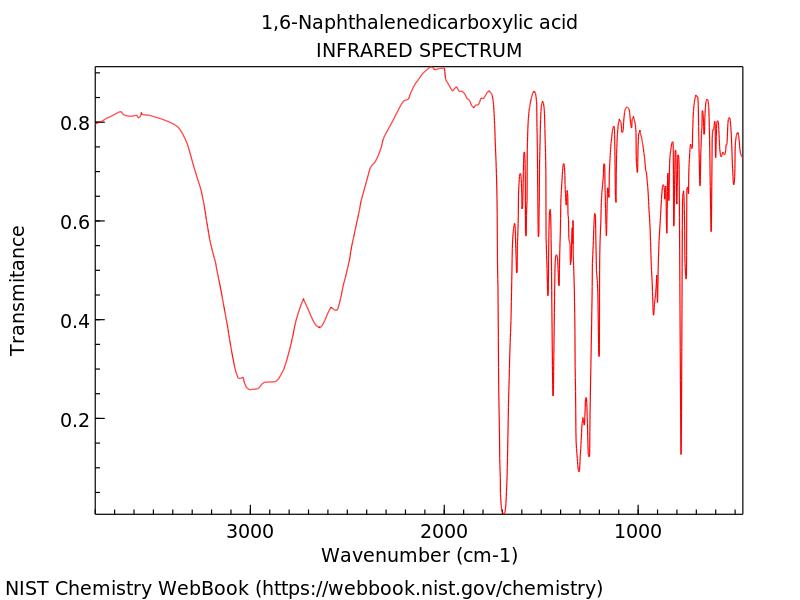 1,6-Naphthalenedicarboxylic acid
INFRARED SPECTRUM
0.8
0.6
0.4
0.2
Transmitance
3000 2000 1000
Wavenumber (cm-1)
NIST Chemistry WebBook (https://webbook.nist.gov/chemistry)